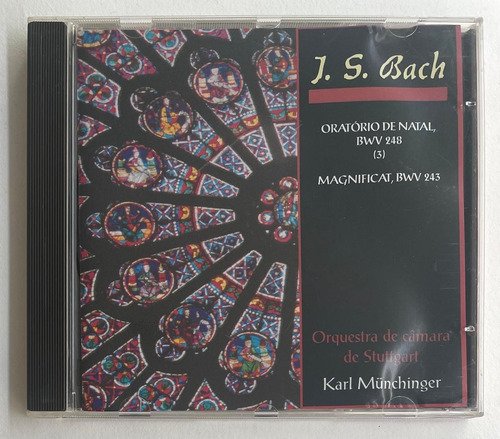 J. S. Bach
ORATÓRIO DE NATAL,
BWV 248
(3)
MAGNIFICAT, BWV 243
Orquestra de câmara
de Stuttgart
Karl Münchinger